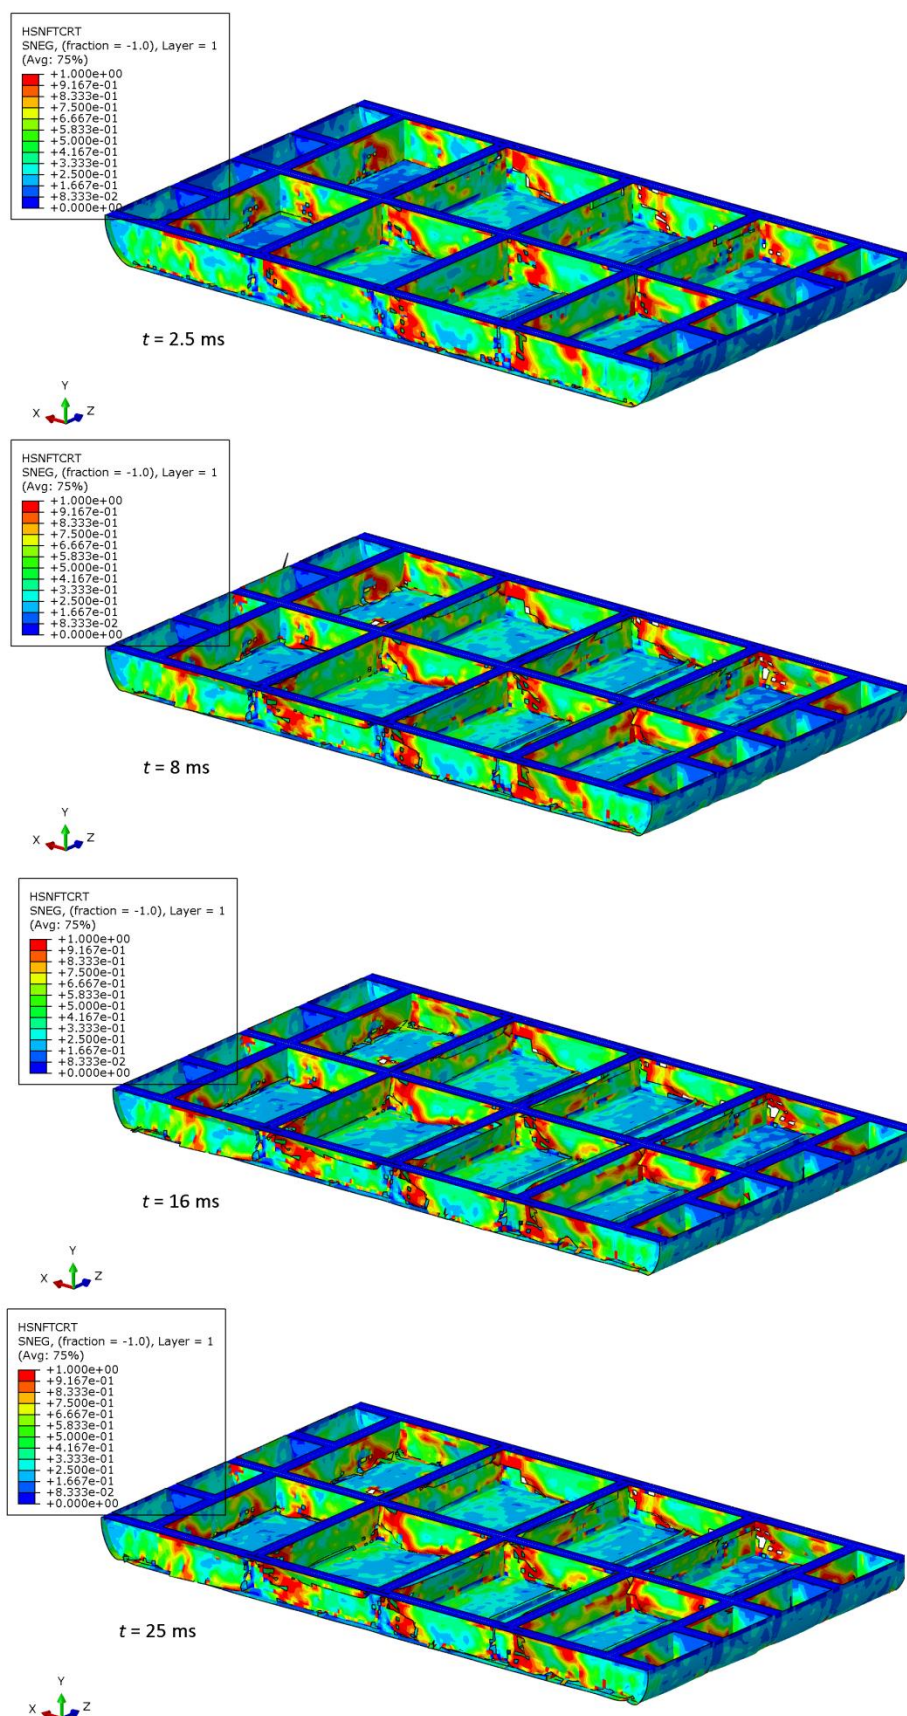 HSNFTCRT
SNEG, (fraction = -1.0), Layer = 1
(Avg: 75%)
+1.000e+00
+9.167e-01
+8.333e-01
+7.500e-01
+6.667e-01
+5.833e-01
+5.000e-01
+4.167e-01
+3.333e-01
+2.500e-01
+1.667e-01
+8.333e-02
+0.000e+00
t = 2.5 ms
Y
X Z
HSNFTCRT
SNEG, (fraction = -1.0), Layer = 1
(Avg: 75%)
+1.000e+00
+9.167e-01
+8.333e-01
+7.500e-01
+6.667e-01
+5.833e-01
+5.000e-01
+4.167e-01
+3.333e-01
+2.500e-01
+1.667e-01
+8.333e-02
+0.000e+00
t = 8 ms
Y
X Z
HSNFTCRT
SNEG, (fraction = -1.0), Layer = 1
(Avg: 75%)
+1.000e+00
+9.167e-01
+8.333e-01
+7.500e-01
+6.667e-01
+5.833e-01
+5.000e-01
+4.167e-01
+3.333e-01
+2.500e-01
+1.667e-01
+8.333e-02
+0.000e+00
t = 16 ms
Y
X Z
HSNFTCRT
SNEG, (fraction = -1.0), Layer = 1
(Avg: 75%)
+1.000e+00
+9.167e-01
+8.333e-01
+7.500e-01
+6.667e-01
+5.833e-01
+5.000e-01
+4.167e-01
+3.333e-01
+2.500e-01
+1.667e-01
+8.333e-02
+0.000e+00
t = 25 ms
Y
X Z